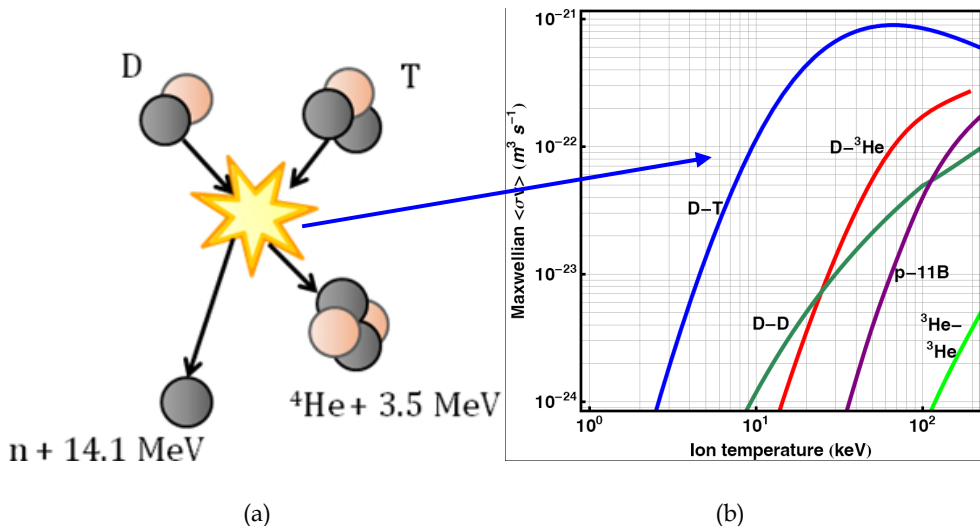 D
T
⁴He + 3.5 MeV
n + 14.1 MeV
(a)
Maxwellian <σv> (m³ s⁻¹)
10−21
10−22
10−23
10−24
D−T
D−³He
D−D
p−11B
³He−
³He
10⁰
10¹
10²
Ion temperature (keV)
(b)